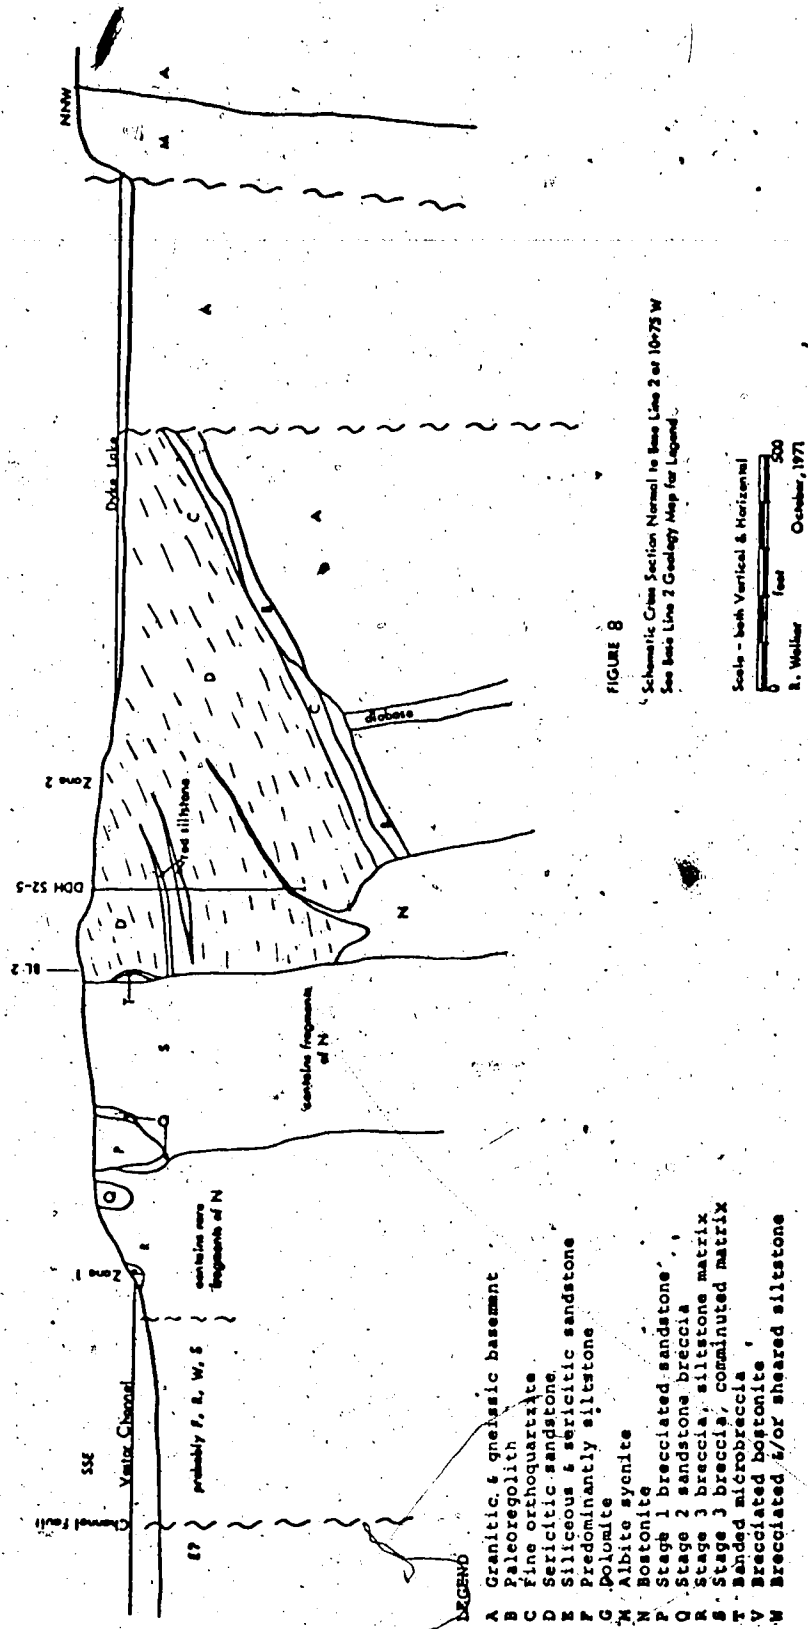 NNW
A
M
A
Dyke Lake
C
A
B
D
C
diabase
Zone 2
red siltstone
DDH S2-5
D
N
BL 2
T
S
contains fragments
of N
P
Q
Q
R
contains rare
fragments of N
Zone 1
probably F, R, W, S
SSE
Vestor Channel
Channel Fault
E?
B
FIGURE 8
Schematic Cross Section Normal to Base Line 2 at 10+75 W
See Base Line 2 Geology Map for Legend
Scale - both Vertical & Horizontal
0 feet 500
R. Walker October, 1971
LEGEND
A Granitic & gneissic basement
B Paleoregolith
C Fine orthoquartzite
D Sericitic sandstone
E Siliceous & sericitic sandstone
F Predominantly siltstone
G Dolomite
M Albite syenite
N Bostonite
P Stage 1 brecciated sandstone
Q Stage 2 sandstone breccia
R Stage 3 breccia, siltstone matrix
S Stage 3 breccia, comminuted matrix
T Banded microbreccia
V Brecciated bostonite
W Brecciated &/or sheared siltstone